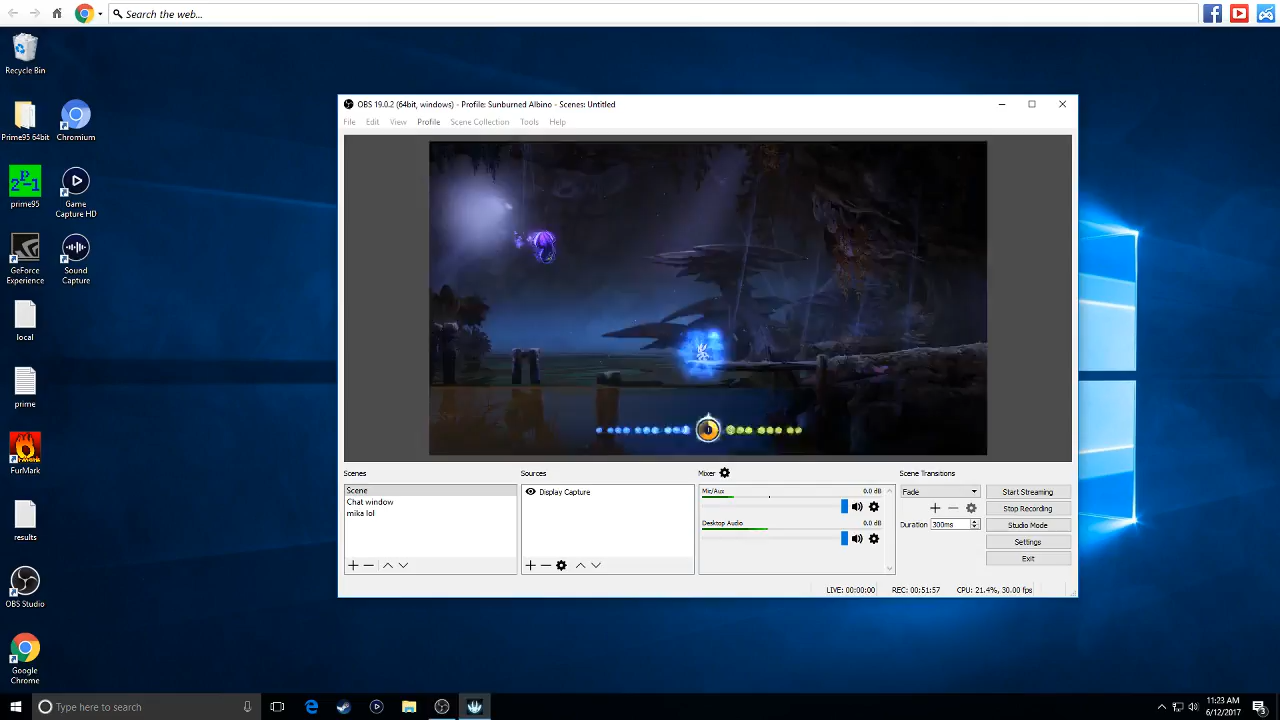 Search the web...
Recycle Bin
Prime95 64bit
Chromium
2P-1
prime95
Game
Capture HD
GeForce
Experience
Sound
Capture
local
prime
FurMark
results
OBS Studio
Google
Chrome
OBS 19.0.2 (64bit, windows) - Profile: Sunburned Albino - Scenes: Untitled
File Edit View Profile Scene Collection Tools Help
Scenes
Scene
Chat window
mika lol
Sources
Display Capture
Mixer
Mic/Aux 0.0 dB
Desktop Audio 0.0 dB
Scene Transitions
Fade
Duration 300ms
Start Streaming
Stop Recording
Studio Mode
Settings
Exit
LIVE: 00:00:00 REC: 00:51:57 CPU: 21.4%, 30.00 fps
Type here to search
11:23 AM
6/12/2017
3